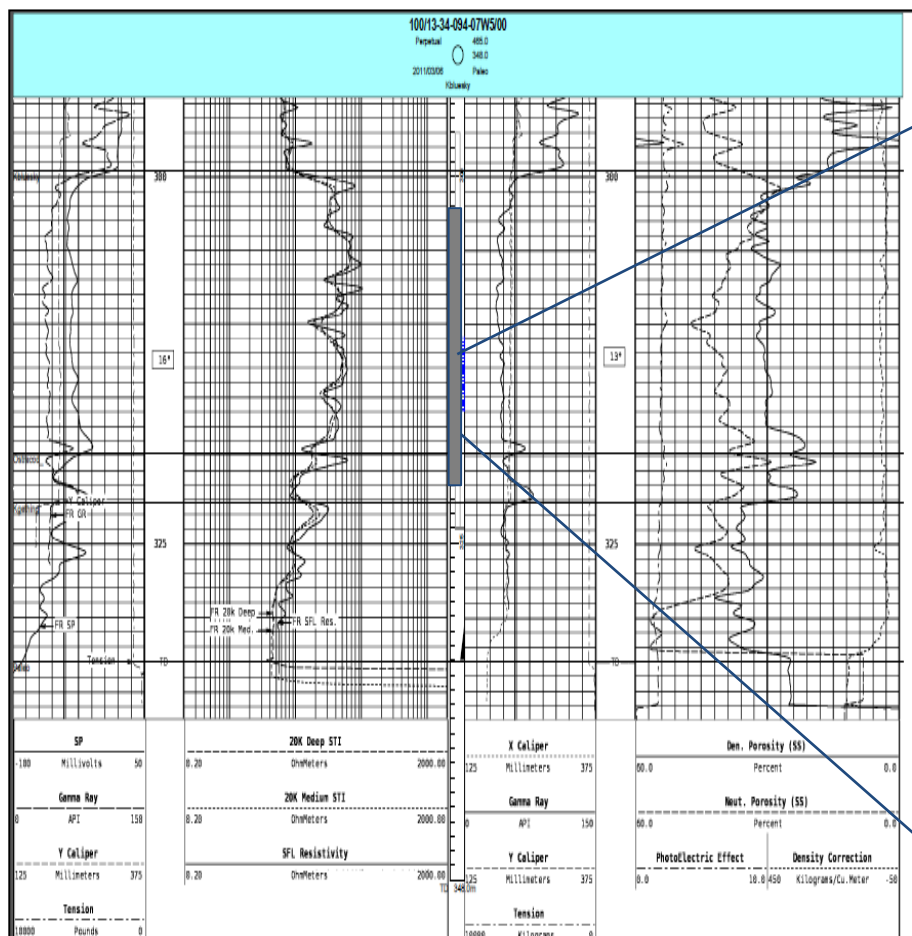 100/13-34-094-07W5/00
Perpetual 465.0
348.0
2011/03/06 Paleo
Kbluesky
Kbluesky
300
300
16°
13°
Ostracod
Y Caliper
Kgething
FR GR
325
325
FR 20k Deep
FR SFL Res.
FR SP
FR 20k Med.
Paleo
Tension
TD
TD
SP
-100 Millivolts 50
Gamma Ray
0 API 150
Y Caliper
125 Millimeters 375
Tension
10000 Pounds 0
20K Deep STI
0.20 OhmMeters 2000.00
20K Medium STI
0.20 OhmMeters 2000.00
SFL Resistivity
0.20 OhmMeters 2000.00
TD 348.0m
X Caliper
125 Millimeters 375
Gamma Ray
0 API 150
Y Caliper
125 Millimeters 375
Tension
10000 Kilograms 0
Den. Porosity (SS)
60.0 Percent 0.0
Neut. Porosity (SS)
60.0 Percent 0.0
PhotoElectric Effect
0.0 10.0
Density Correction
450 Kilograms/Cu.Meter -50